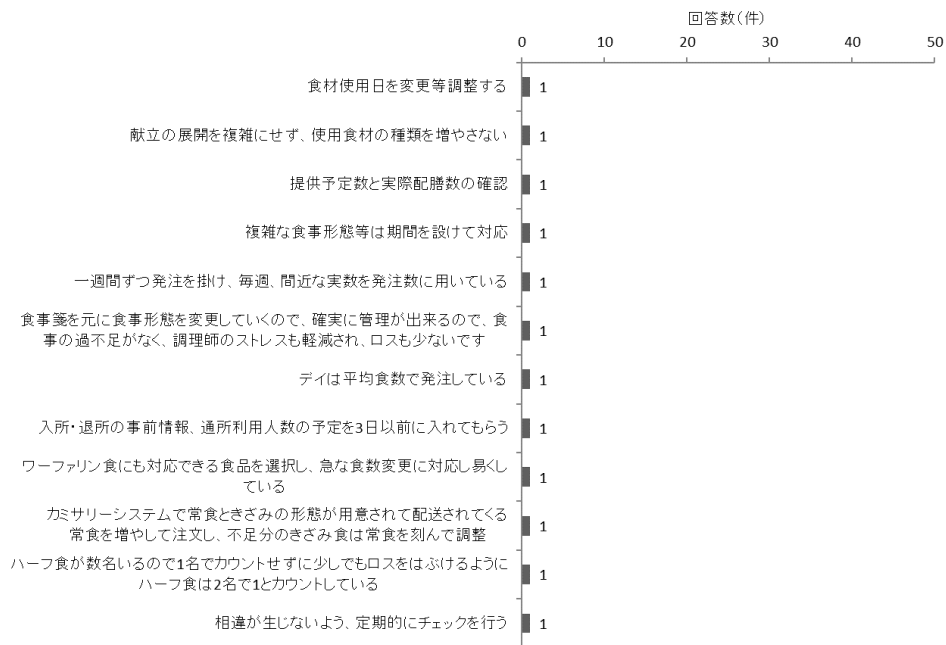 回答数(件)
0 10 20 30 40 50
食材使用日を変更等調整する 1
献立の展開を複雑にせず、使用食材の種類を増やさない 1
提供予定数と実際配膳数の確認 1
複雑な食事形態等は期間を設けて対応 1
一週間ずつ発注を掛け、毎週、間近な実数を発注数に用いている 1
食事箋を元に食事形態を変更していくので、確実に管理が出来るので、食
事の過不足がなく、調理師のストレスも軽減され、ロスも少ないです 1
デイは平均食数で発注している 1
入所・退所の事前情報、通所利用人数の予定を3日以前に入れてもらう 1
ワーファリン食にも対応できる食品を選択し、急な食数変更に対応し易くし
ている 1
カミサリーシステムで常食ときざみの形態が用意されて配送されてくる
常食を増やして注文し、不足分のきざみ食は常食を刻んで調整 1
ハーフ食が数名いるので1名でカウントせずに少しでもロスをはぶけるように
ハーフ食は2名で1とカウントしている 1
相違が生じないよう、定期的にチェックを行う 1